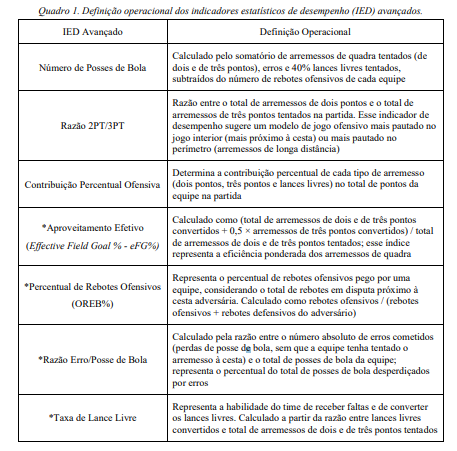 Quadro 1. Definição operacional dos indicadores estatísticos de desempenho (IED) avançados.
IED Avançado
Definição Operacional
Número de Posses de Bola
Calculado pelo somatório de arremessos de quadra tentados (de
dois e de três pontos), erros e 40% lances livres tentados,
subtraídos do número de rebotes ofensivos de cada equipe
Razão 2PT/3PT
Razão entre o total de arremessos de dois pontos e o total de
arremessos de três pontos tentados na partida. Esse indicador de
desempenho sugere um modelo de jogo ofensivo mais pautado no
jogo interior (mais próximo à cesta) ou mais pautado no
perímetro (arremessos de longa distância)
Contribuição Percentual Ofensiva
Determina a contribuição percentual de cada tipo de arremesso
(dois pontos, três pontos e lances livres) no total de pontos da
equipe na partida
*Aproveitamento Efetivo
(Effective Field Goal % - eFG%)
Calculado como (total de arremessos de dois e de três pontos
convertidos + 0,5 × arremessos de três pontos convertidos) / total
de arremessos de dois e de três pontos tentados; esse índice
representa a eficiência ponderada dos arremessos de quadra
*Percentual de Rebotes Ofensivos
(OREB%)
Representa o percentual de rebotes ofensivos pego por uma
equipe, considerando o total de rebotes em disputa próximo à
cesta adversária. Calculado como rebotes ofensivos / (rebotes
ofensivos + rebotes defensivos do adversário)
*Razão Erro/Posse de Bola
Calculado pela razão entre o número absoluto de erros cometidos
(perdas de posse de bola, sem que a equipe tenha tentado o
arremesso à cesta) e o total de posses de bola da equipe;
representa o percentual do total de posses de bola desperdiçados
por erros
*Taxa de Lance Livre
Representa a habilidade do time de receber faltas e de converter
os lances livres. Calculado a partir da razão entre lances livres
convertidos e total de arremessos de dois e de três pontos tentados